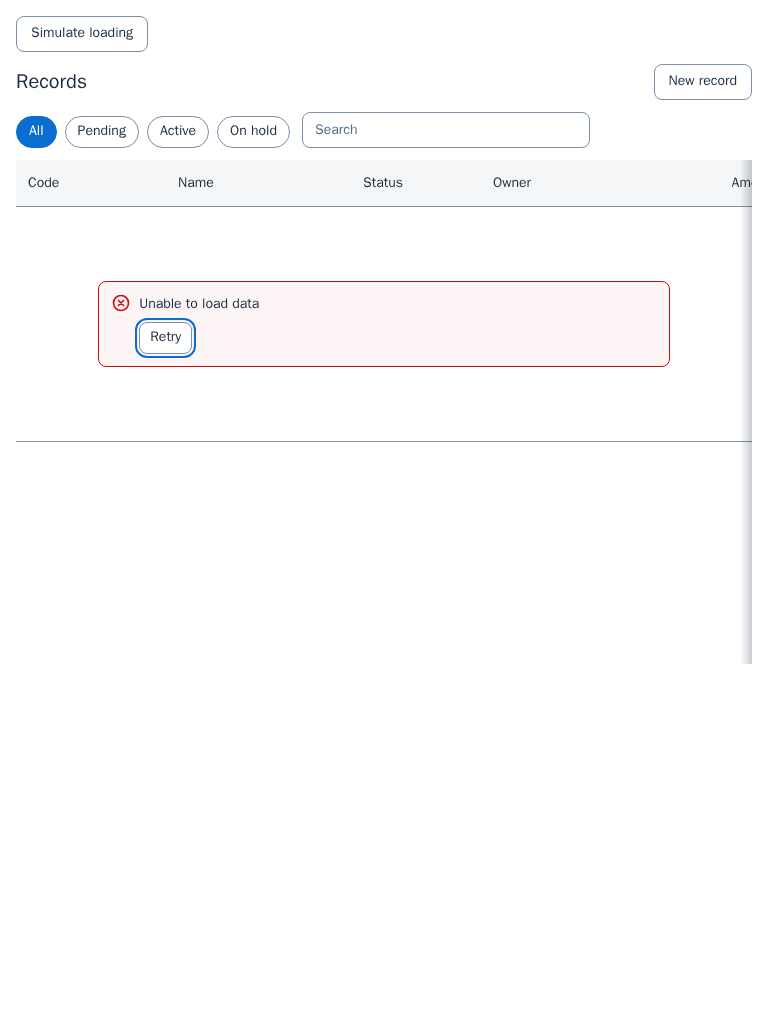 Simulate loading
Records
New record
All Pending Active On hold Search
Code Name Status Owner
Unable to load data
Retry